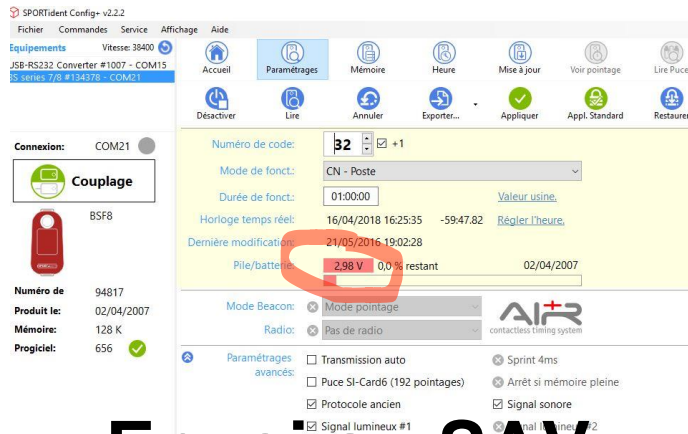 SPORTident Config+ v2.2.2
Fichier Commandes Service Affichage Aide
Equipements Vitesse: 38400
JSB-RS232 Converter #1007 - COM15
SS series 7/8 #134378 - COM21
Accueil Paramétrages Mémoire Heure Mise à jour Voir pointage Lire Puce
Désactiver Lire Annuler Exporter... Appliquer Appl. Standard Restaurer
Connexion: COM21
Couplage
BSF8
Numéro de 94817
Produit le: 02/04/2007
Mémoire: 128 K
Progiciel: 656
Numéro de code: 32 +1
Mode de fonct.: CN - Poste
Durée de fonct.: 01:00:00 Valeur usine.
Horloge temps réel: 16/04/2018 16:25:35 -59:47.82 Régler l'heure.
Dernière modification: 21/05/2016 19:02:28
Pile/batterie: 2,98 V 0,0 % restant 02/04/2007
Mode Beacon: Mode pointage
Radio: Pas de radio
AIR+
contactless timing system
Paramétrages avancés:
Transmission auto Sprint 4ms
Puce SI-Card6 (192 pointages) Arrêt si mémoire pleine
Protocole ancien Signal sonore
Signal lumineux #1